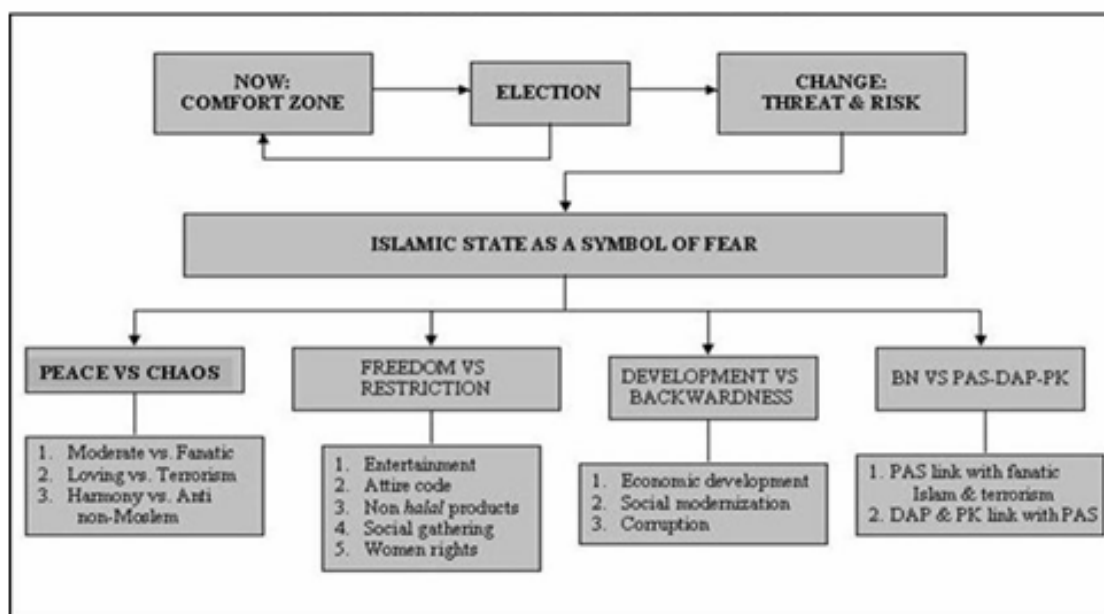 NOW:
COMFORT ZONE
ELECTION
CHANGE:
THREAT & RISK
ISLAMIC STATE AS A SYMBOL OF FEAR
PEACE VS CHAOS
FREEDOM VS
RESTRICTION
DEVELOPMENT VS
BACKWARDNESS
BN VS PAS-DAP-PK
1. Moderate vs. Fanatic
2. Loving vs. Terrorism
3. Harmony vs. Anti
non-Moslem
1. Entertainment
2. Attire code
3. Non halal products
4. Social gathering
5. Women rights
1. Economic development
2. Social modernization
3. Corruption
1. PAS link with fanatic
Islam & terrorism
2. DAP & PK link with PAS